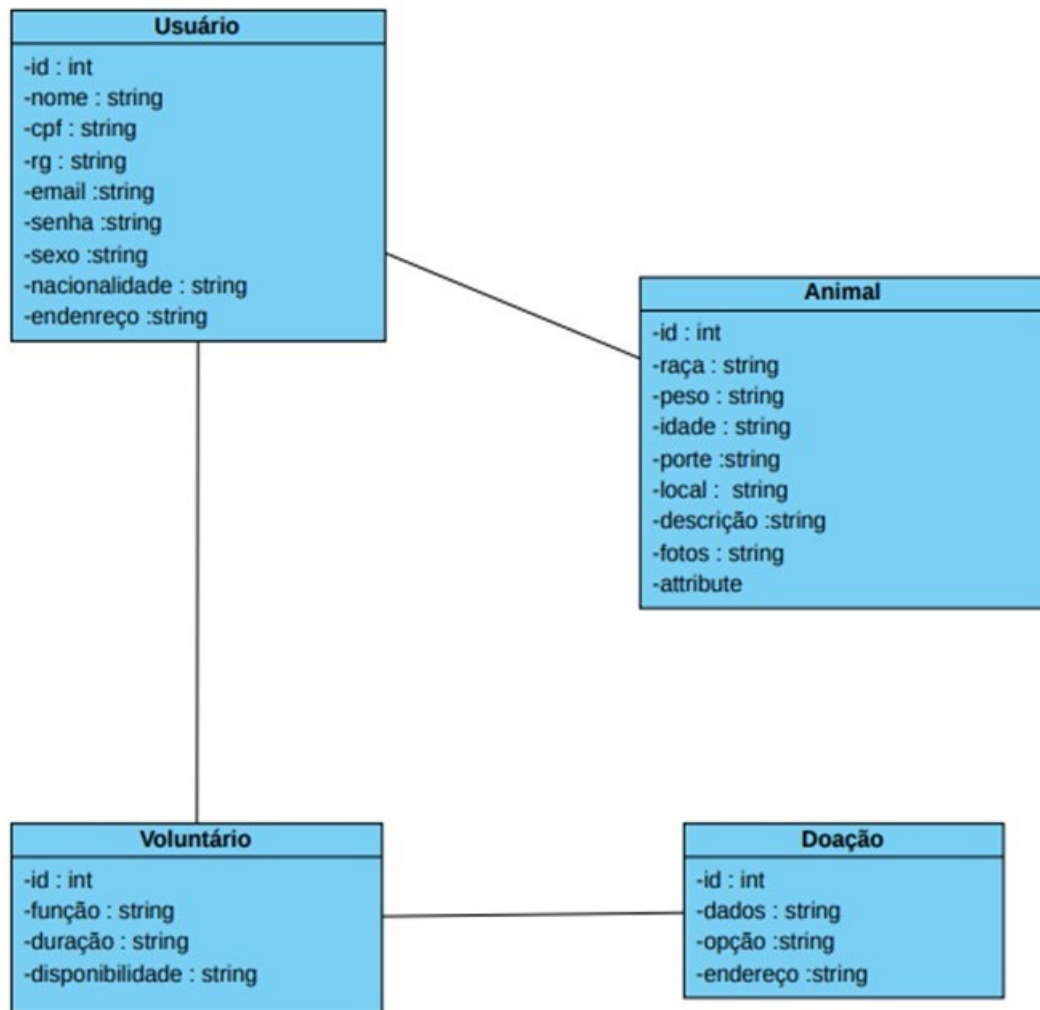 Usuário
-id : int
-nome : string
-cpf : string
-rg : string
-email :string
-senha :string
-sexo :string
-nacionalidade : string
-endenreço :string
Animal
-id : int
-raça : string
-peso : string
-idade : string
-porte :string
-local :  string
-descrição :string
-fotos : string
-attribute
Voluntário
-id : int
-função : string
-duração : string
-disponibilidade : string
Doação
-id : int
-dados : string
-opção :string
-endereço :string